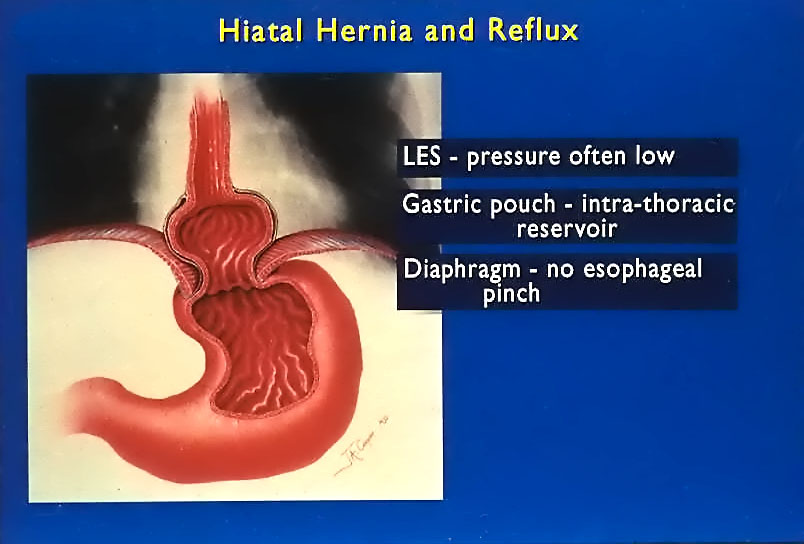 Hiatal Hernia and Reflux
LES - pressure often low
Gastric pouch - intra-thoracic
reservoir
Diaphragm - no esophageal
pinch